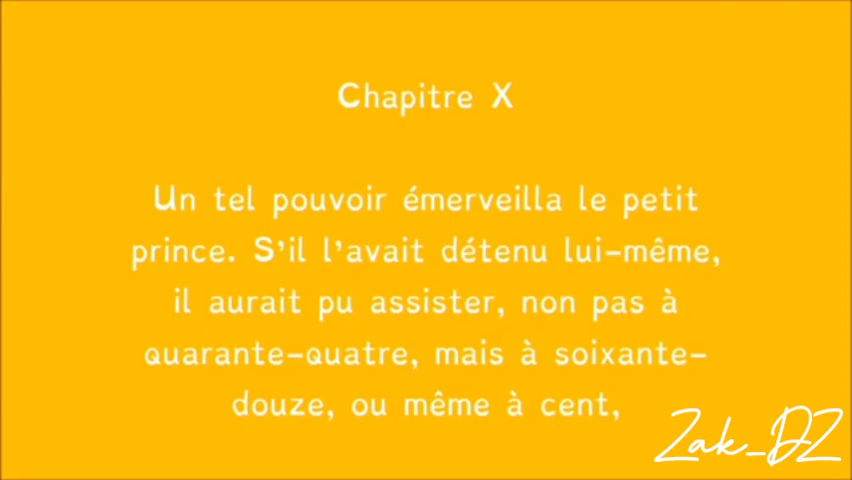 Chapitre X
Un tel pouvoir émerveilla le petit
prince. S'il l'avait détenu lui-même,
il aurait pu assister, non pas à
quarante-quatre, mais à soixante-
douze, ou même à cent,
Zak_DZ